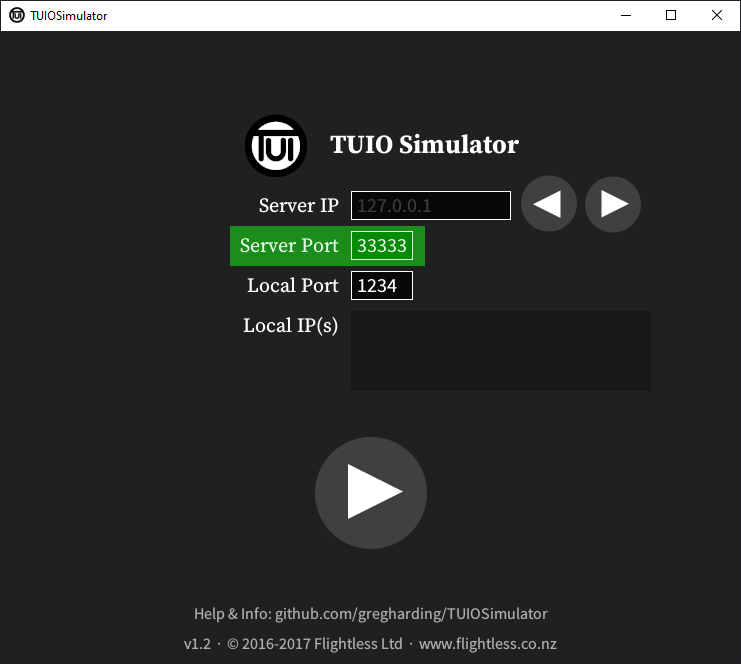 TUIOSimulator
TUI
TUIO Simulator
Server IP 127.0.0.1
Server Port 33333
Local Port 1234
Local IP(s)
Help & Info: github.com/gregharding/TUIOSimulator
v1.2 · © 2016-2017 Flightless Ltd · www.flightless.co.nz